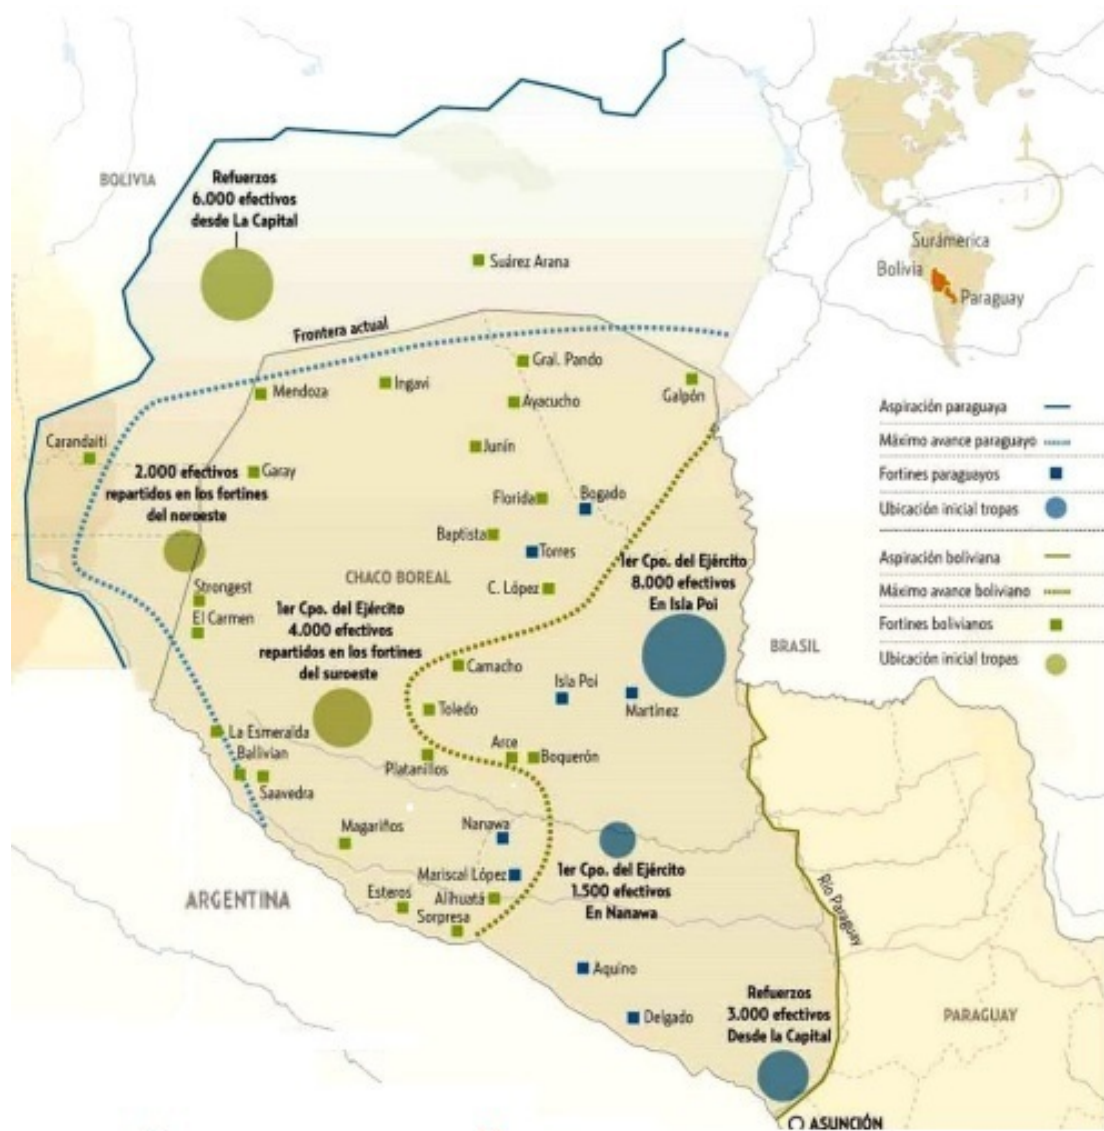 BOLIVIA
Refuerzos
6.000 efectivos
desde La Capital
Suárez Arana
Frontera actual
Mendoza
Ingavi
Gral. Pando
Ayacucho
Galpón
Carandaiti
Junín
2.000 efectivos
repartidos en los fortines
del noroeste
Garay
Florida
Bogado
Baptista
Torres
CHACO BOREAL
C. López
1er Cpo. del Ejército
8.000 efectivos
En Isla Poi
Strongest
El Carmen
1er Cpo. del Ejército
4.000 efectivos
repartidos en los fortines
del suroeste
Camacho
Isla Poi
Martínez
Toledo
La Esmeralda
Ballivian
Saavedra
Platanillos
Arce
Boquerón
Magariños
Nanawa
Mariscal López
1er Cpo. del Ejército
1.500 efectivos
En Nanawa
Esteros
Alihuatá
Sorpresa
ARGENTINA
Aquino
Delgado
Refuerzos
3.000 efectivos
Desde la Capital
Río Paraguay
PARAGUAY
ASUNCIÓN
BRASIL
Surámerica
Bolivia
Paraguay
Aspiración paraguaya
Máximo avance paraguayo
Fortines paraguayos
Ubicación inicial tropas
Aspiración boliviana
Máximo avance boliviano
Fortines bolivianos
Ubicación inicial tropas